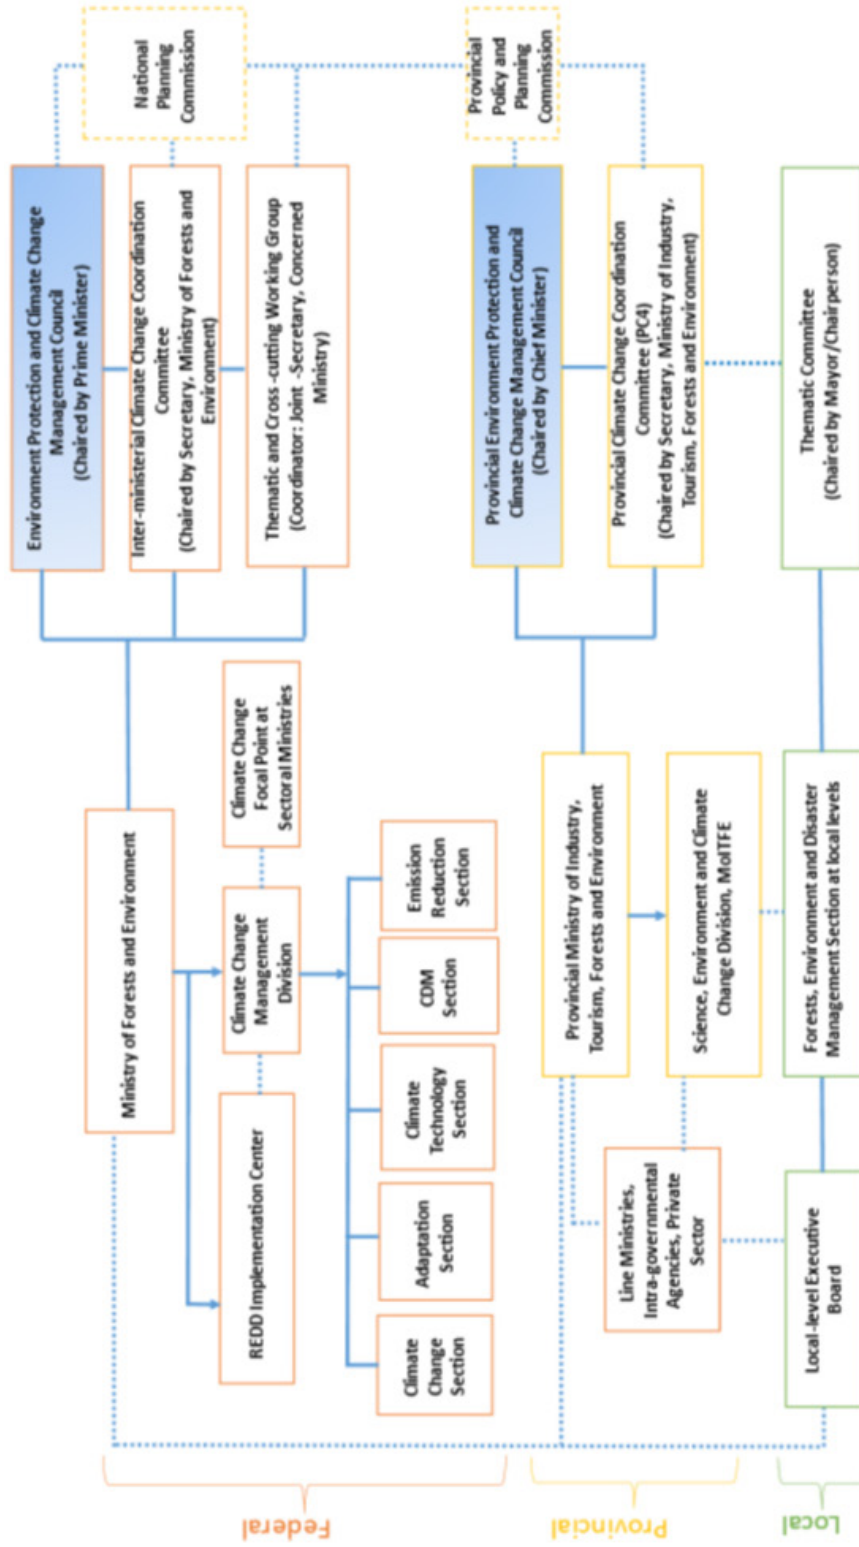 Federal
Ministry of Forests and Environment
REDD Implementation Center
Climate Change
Management
Division
Climate Change
Focal Point at
Sectoral Ministries
Climate
Change
Section
Adaptation
Section
Climate
Technology
Section
CDM
Section
Emission
Reduction
Section
Environment Protection and Climate Change
Management Council
(Chaired by Prime Minister)
Inter-ministerial Climate Change Coordination
Committee
(Chaired by Secretary, Ministry of Forests and
Environment)
Thematic and Cross -cutting Working Group
(Coordinator: Joint -Secretary, Concerned
Ministry)
National
Planning
Commission
Provincial
Provincial Ministry of Industry,
Tourism, Forests and Environment
Line Ministries,
Intra-governmental
Agencies, Private
Sector
Science, Environment and Climate
Change Division, MoITFE
Provincial Environment Protection and
Climate Change Management Council
(Chaired by Chief Minister)
Provincial Climate Change Coordination
Committee (PC4)
(Chaired by Secretary, Ministry of Industry,
Tourism, Forests and Environment)
Provincial
Policy and
Planning
Commission
Local
Local-level Executive
Board
Forests, Environment and Disaster
Management Section at local levels
Thematic Committee
(Chaired by Mayor/Chairperson)